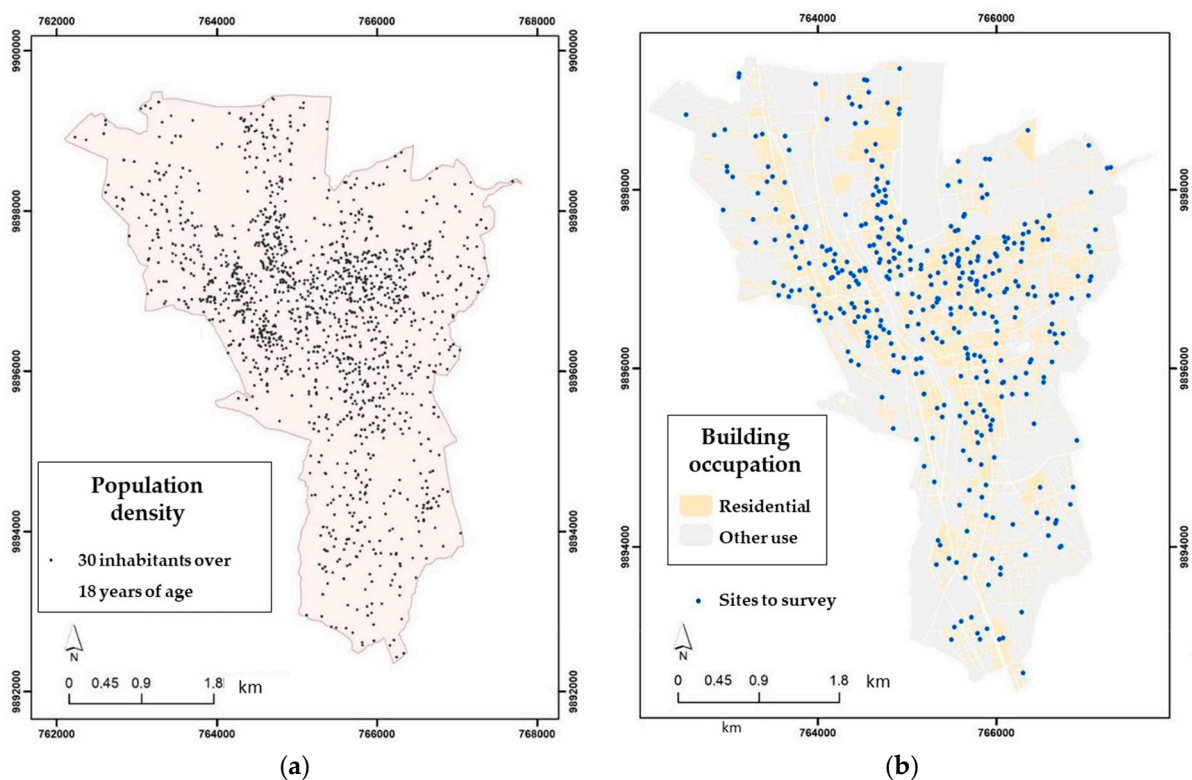 762000 764000 766000 768000
9900000 9900000
9898000 9898000
9896000 9896000
9894000 9894000
9892000 9892000
Population
density
30 inhabitants over
18 years of age
N
0 0.45 0.9 1.8 km
762000 764000 766000 768000
(a)
764000 766000
9898000 9898000
9896000 9896000
9894000 9894000
Building
occupation
Residential
Other use
Sites to survey
N
0 0.45 0.9 1.8 km
km
764000 766000
(b)